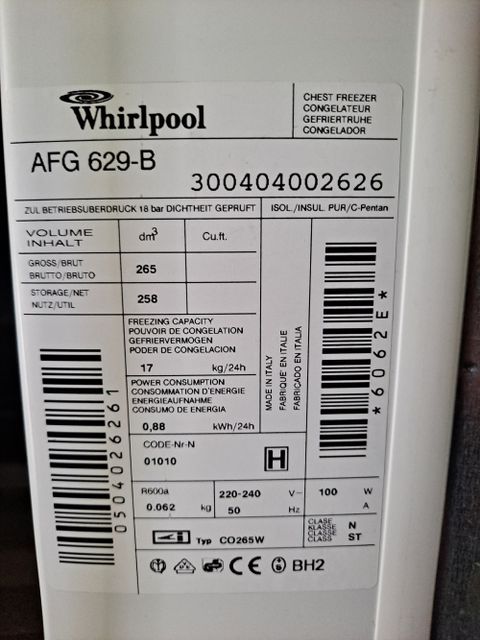 Whirlpool
CHEST FREEZER
CONGELATEUR
GEFRIERTRUHE
CONGELADOR
AFG 629-B
300404002626
ZUL BETRIEBSUBERDRUCK 18 bar DICHTHEIT GEPRUFT
ISOL./INSUL PUR/C-Pentan
VOLUME
INHALT
dm³
Cu.ft.
GROSS/BRUT
BRUTTO/BRUTO
265
STORAGE/NET
NUTZ/UTIL
258
FREEZING CAPACITY
POUVOIR DE CONGELATION
GEFRIERVERMOGEN
PODER DE CONGELACION
17 kg/24h
POWER CONSUMPTION
CONSOMMATION D'ENERGIE
ENERGIEAUFNAHME
CONSUMO DE ENERGIA
0,88 kWh/24h
MADE IN ITALY
FABRIQUE' EN ITALIE
FABRICADO EN ITALIA
*6062E*
0504026261
CODE-Nr-N
01010
H
R600a
0.062 kg
220-240 V~
50 Hz
100 W
A
Typ CO265W
CLASE
KLASSE
CLASSE
CLASS
N
ST
CE
BH2